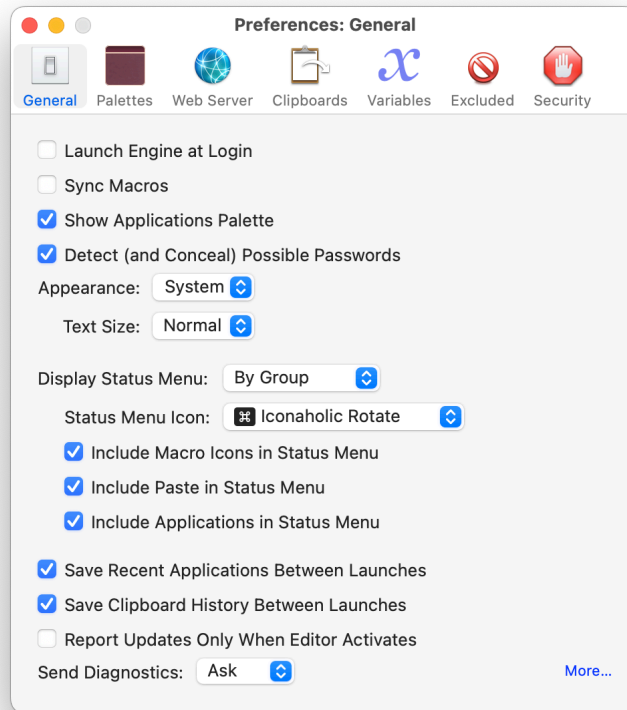 Preferences: General
General Palettes Web Server Clipboards Variables Excluded Security
Launch Engine at Login
Sync Macros
Show Applications Palette
Detect (and Conceal) Possible Passwords
Appearance: System
Text Size: Normal
Display Status Menu: By Group
Status Menu Icon: ⌘ Iconaholic Rotate
Include Macro Icons in Status Menu
Include Paste in Status Menu
Include Applications in Status Menu
Save Recent Applications Between Launches
Save Clipboard History Between Launches
Report Updates Only When Editor Activates
Send Diagnostics: Ask More...